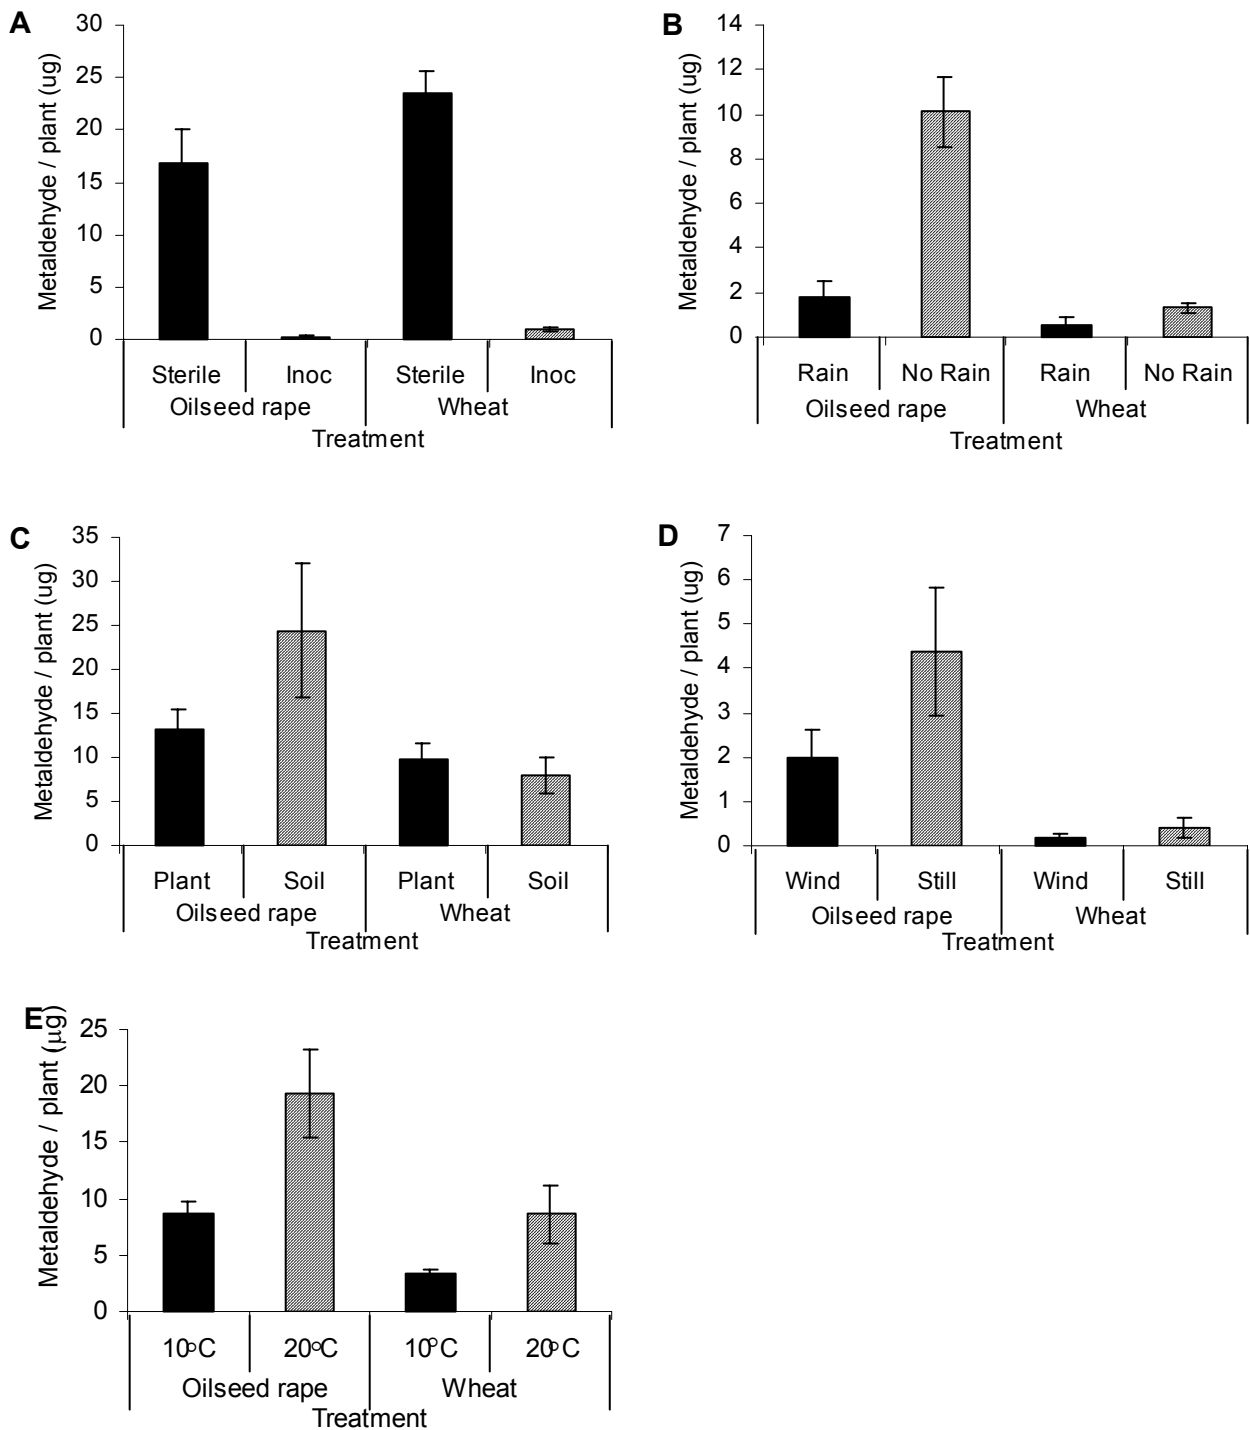 A
Metaldehyde / plant (ug)
30
25
20
15
10
5
0
Sterile Inoc Sterile Inoc
Oilseed rape Wheat
Treatment
B
Metaldehyde / plant (ug)
14
12
10
8
6
4
2
0
Rain No Rain Rain No Rain
Oilseed rape Wheat
Treatment
C
Metaldehyde / plant (ug)
35
30
25
20
15
10
5
0
Plant Soil Plant Soil
Oilseed rape Wheat
Treatment
D
Metaldehyde / plant (ug)
7
6
5
4
3
2
1
0
Wind Still Wind Still
Oilseed rape Wheat
Treatment
E
Metaldehyde / plant (µg)
25
20
15
10
5
0
10°C 20°C 10°C 20°C
Oilseed rape Wheat
Treatment